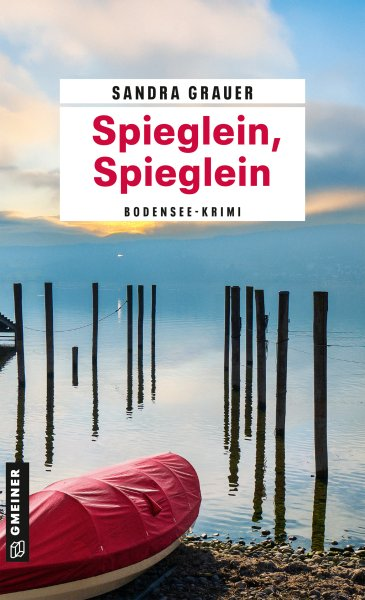 SANDRA GRAUER
Spieglein,
Spieglein
BODENSEE-KRIMI
GMEINER